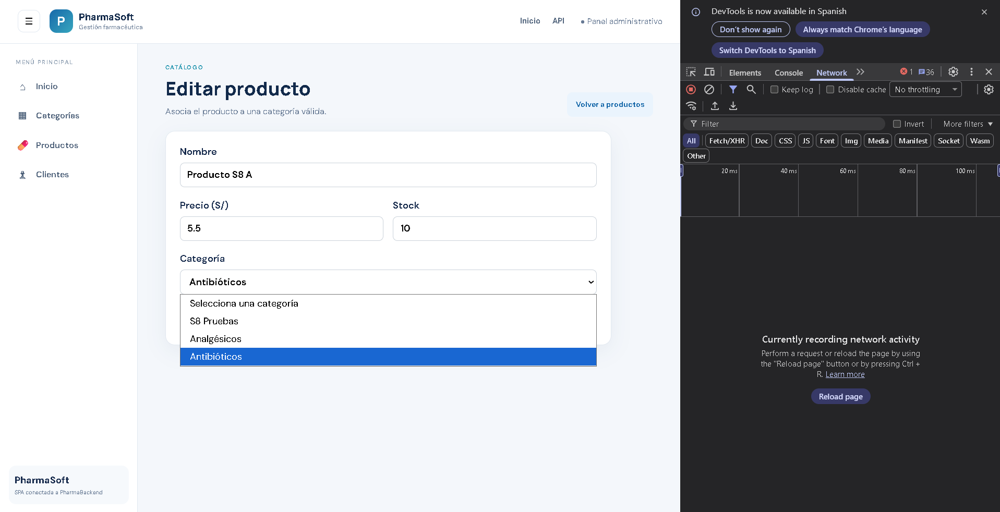 P
PharmaSoft
Gestión farmacéutica
Inicio
API
Panel administrativo
MENÚ PRINCIPAL
Inicio
Categorías
Productos
Clientes
PharmaSoft
SPA conectada a PharmaBackend
CATÁLOGO
Editar producto
Asocia el producto a una categoría válida.
Volver a productos
Nombre
Producto S8 A
Precio (S/)
Stock
5.5
10
Categoría
Antibióticos
Selecciona una categoría
S8 Pruebas
Analgésicos
Antibióticos
DevTools is now available in Spanish
Don't show again
Always match Chrome's language
Switch DevTools to Spanish
Elements
Console
Network
1
36
Keep log
Disable cache
No throttling
Filter
Invert
More filters
All
Fetch/XHR
Doc
CSS
JS
Font
Img
Media
Manifest
Socket
Wasm
Other
20 ms
40 ms
60 ms
80 ms
100 ms
Currently recording network activity
Perform a request or reload the page by using
the "Reload page" button or by pressing Ctrl +
R. Learn more
Reload page